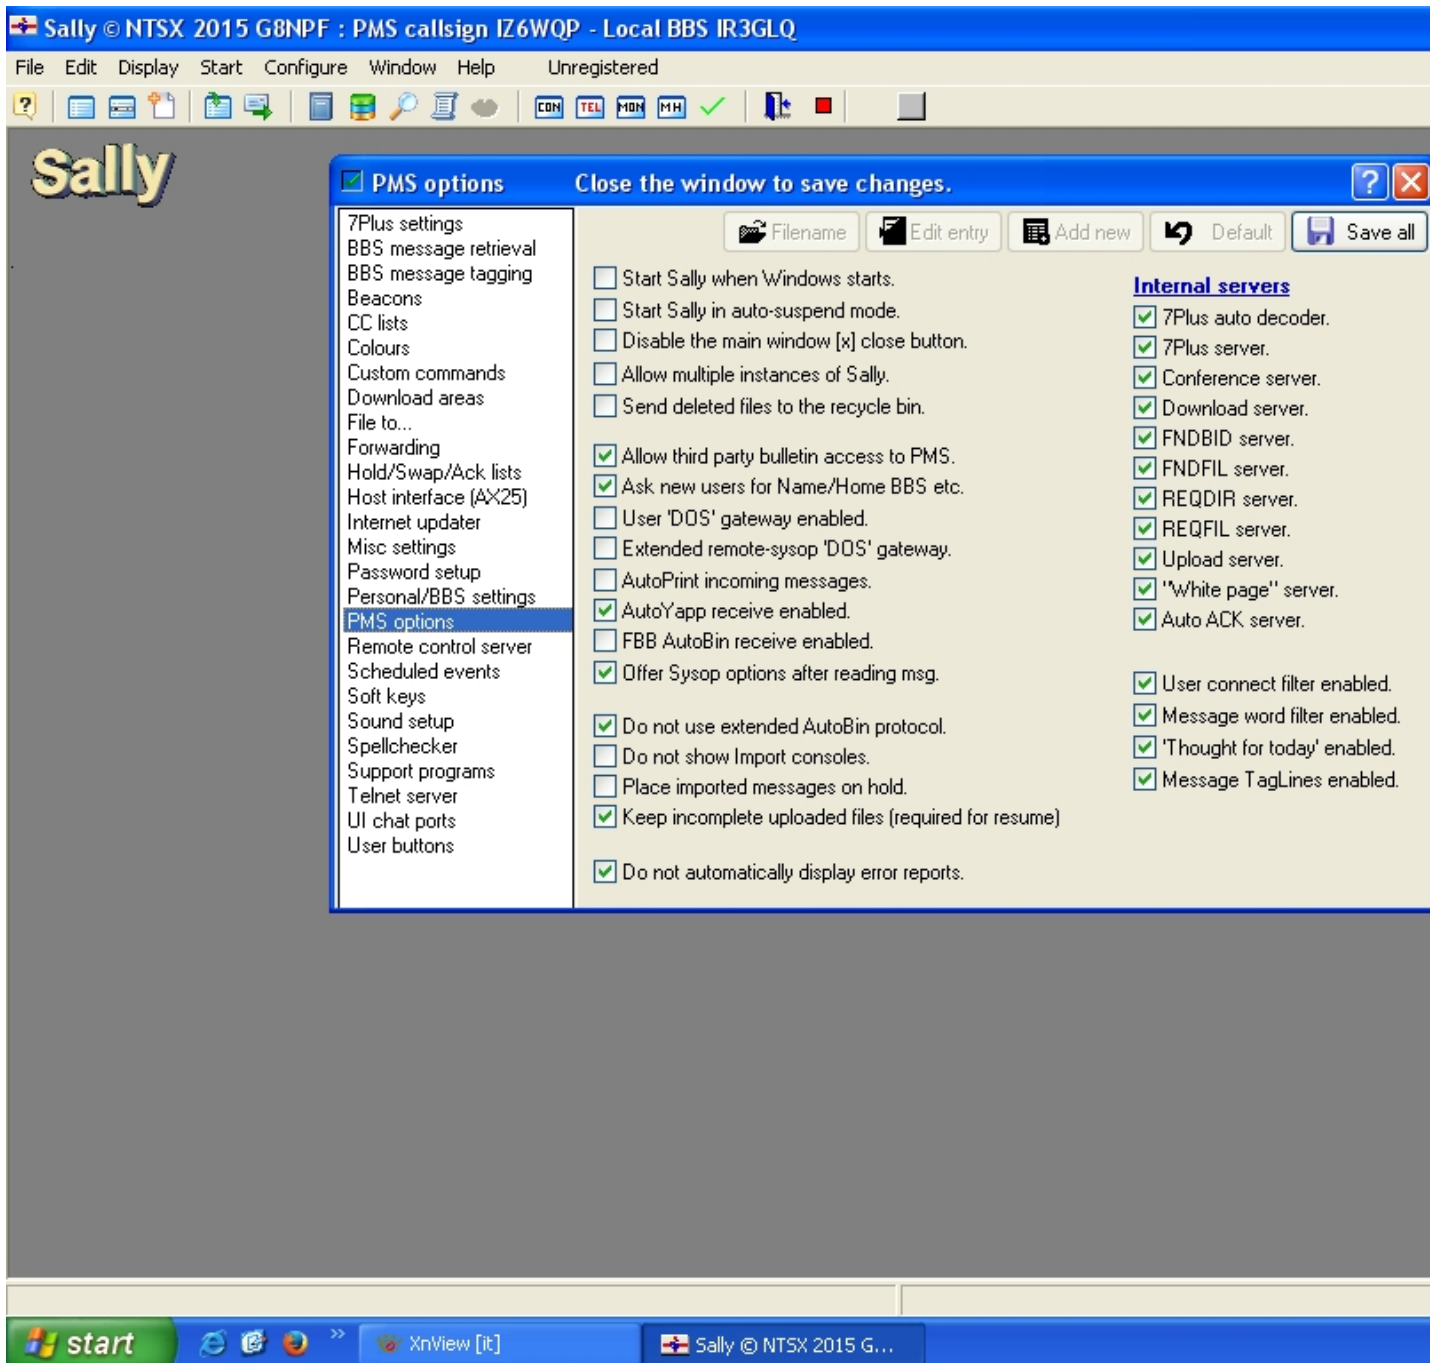 Sally © NTSX 2015 G8NPF : PMS callsign IZ6WQP - Local BBS IR3GLQ
File Edit Display Start Configure Window Help Unregistered
CON TEL MON MH
Sally
PMS options Close the window to save changes.
Filename Edit entry Add new Default Save all
7Plus settings
BBS message retrieval
BBS message tagging
Beacons
CC lists
Colours
Custom commands
Download areas
File to...
Forwarding
Hold/Swap/Ack lists
Host interface (AX25)
Internet updater
Misc settings
Password setup
Personal/BBS settings
PMS options
Remote control server
Scheduled events
Soft keys
Sound setup
Spellchecker
Support programs
Telnet server
UI chat ports
User buttons
Start Sally when Windows starts.
Start Sally in auto-suspend mode.
Disable the main window [x] close button.
Allow multiple instances of Sally.
Send deleted files to the recycle bin.
Allow third party bulletin access to PMS.
Ask new users for Name/Home BBS etc.
User 'DOS' gateway enabled.
Extended remote-sysop 'DOS' gateway.
AutoPrint incoming messages.
AutoYapp receive enabled.
FBB AutoBin receive enabled.
Offer Sysop options after reading msg.
Do not use extended AutoBin protocol.
Do not show Import consoles.
Place imported messages on hold.
Keep incomplete uploaded files (required for resume)
Do not automatically display error reports.
Internal servers
7Plus auto decoder.
7Plus server.
Conference server.
Download server.
FNDBID server.
FNDFIL server.
REQDIR server.
REQFIL server.
Upload server.
"White page" server.
Auto ACK server.
User connect filter enabled.
Message word filter enabled.
'Thought for today' enabled.
Message TagLines enabled.
start XnView [it] Sally © NTSX 2015 G...